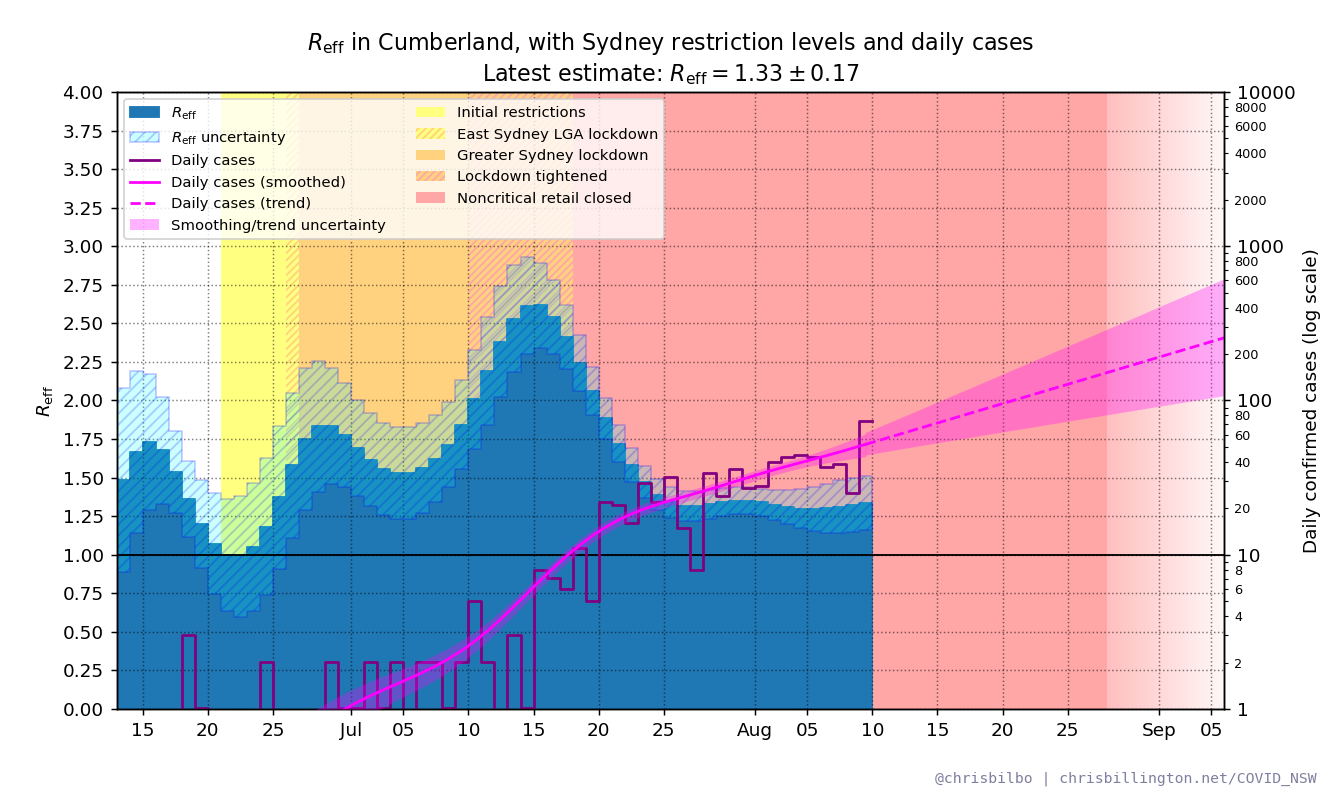 R_eff in Cumberland, with Sydney restriction levels and daily cases
Latest estimate: R_eff = 1.33 ± 0.17
R_eff
R_eff uncertainty
Daily cases
Daily cases (smoothed)
Daily cases (trend)
Smoothing/trend uncertainty
Initial restrictions
East Sydney LGA lockdown
Greater Sydney lockdown
Lockdown tightened
Noncritical retail closed
R_eff
4.00
3.75
3.50
3.25
3.00
2.75
2.50
2.25
2.00
1.75
1.50
1.25
1.00
0.75
0.50
0.25
0.00
15 20 25 Jul 05 10 15 20 25 Aug 05 10 15 20 25 Sep 05
10000
8000
6000
4000
2000
1000
800
600
400
200
100
80
60
40
20
10
8
6
4
2
1
Daily confirmed cases (log scale)
@chrisbilbo | chrisbillington.net/COVID_NSW